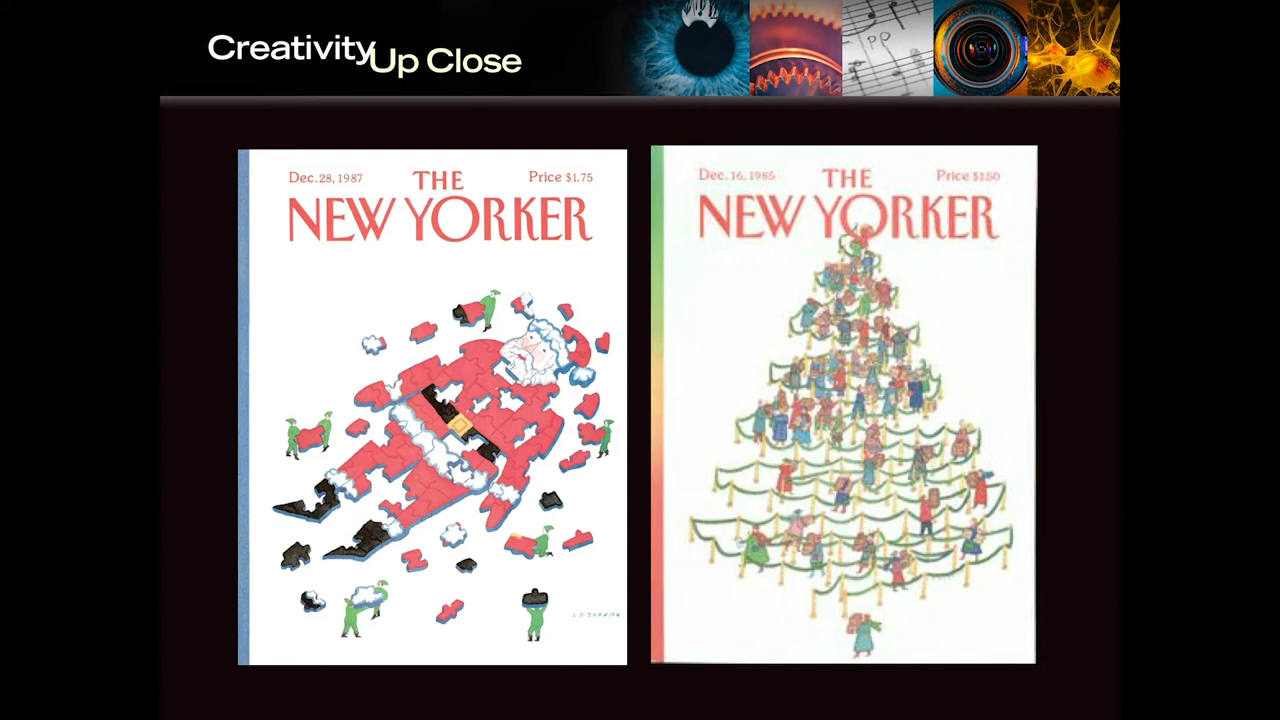 Creativity Up Close
Dec. 28, 1987
THE
Price $1.75
NEW YORKER
Dec. 16, 1985
THE
Price $1.50
NEW YORKER
pp